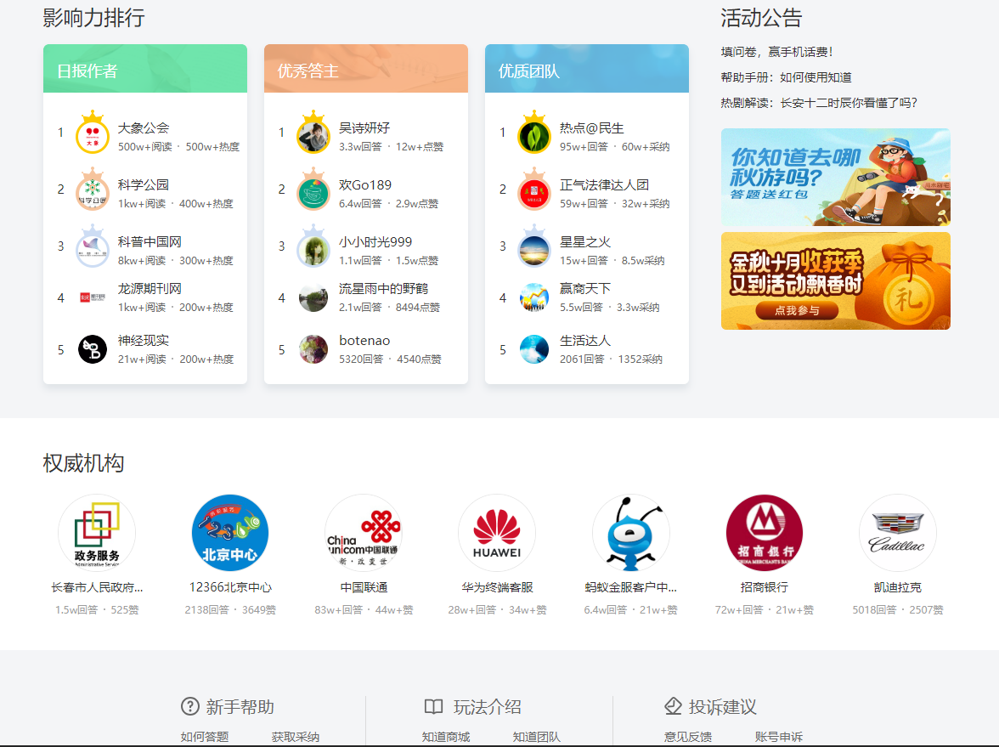 影响力排行
日报作者
1
大象
大象公会
500w+阅读 · 500w+热度
2
科学公园
科学公园
1kw+阅读 · 400w+热度
3
科普中国网
8kw+阅读 · 300w+热度
4
龙源期刊网
1kw+阅读 · 200w+热度
5
神经现实
21w+阅读 · 200w+热度
优秀答主
1
吴诗妍好
3.3w回答 · 12w+点赞
2
欢Go189
6.4w回答 · 2.9w点赞
3
小小时光999
1.1w回答 · 1.5w点赞
4
流星雨中的野鹤
2.1w回答 · 8494点赞
5
botenao
5320回答 · 4540点赞
优质团队
1
热点@民生
95w+回答 · 60w+采纳
2
正气法律达人团
59w+回答 · 32w+采纳
3
星星之火
15w+回答 · 8.5w采纳
4
赢商天下
5.5w回答 · 3.3w采纳
5
生活达人
2061回答 · 1352采纳
活动公告
填问卷，赢手机话费！
帮助手册：如何使用知道
热剧解读：长安十二时辰你看懂了吗？
你知道去哪
秋游吗?
答题送红包
金秋十月收获季
又到活动飘香时
点我参与
礼
权威机构
政务服务
Administrative Service
长春市人民政府...
1.5w回答 · 525赞
12366
北京中心
12366北京中心
2138回答 · 3649赞
China
unicom中国联通
新·改变世
中国联通
83w+回答 · 44w+赞
HUAWEI
华为终端客服
28w+回答 · 34w+赞
蚂蚁金服客户中...
6.4w回答 · 21w+赞
招商银行
CHINA MERCHANTS BAN
招商银行
72w+回答 · 21w+赞
Cadillac
凯迪拉克
5018回答 · 2507赞
新手帮助
如何答题 获取采纳
玩法介绍
知道商城 知道团队
投诉建议
意见反馈 账号申诉